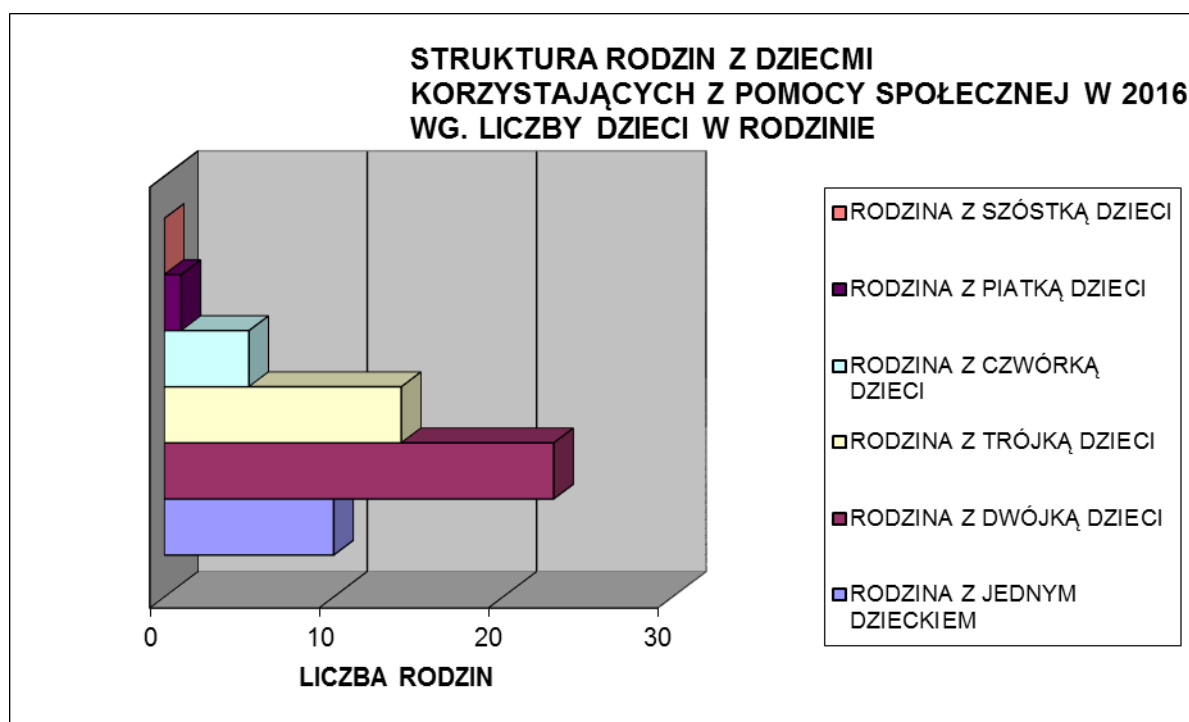 STRUKTURA RODZIN Z DZIECMI
KORZYSTAJĄCYCH Z POMOCY SPOŁECZNEJ W 2016
WG. LICZBY DZIECI W RODZINIE
RODZINA Z SZÓSTKĄ DZIECI
RODZINA Z PIATKĄ DZIECI
RODZINA Z CZWÓRKĄ
DZIECI
RODZINA Z TRÓJKĄ DZIECI
RODZINA Z DWÓJKĄ DZIECI
RODZINA Z JEDNYM
DZIECKIEM
0 10 20 30
LICZBA RODZIN